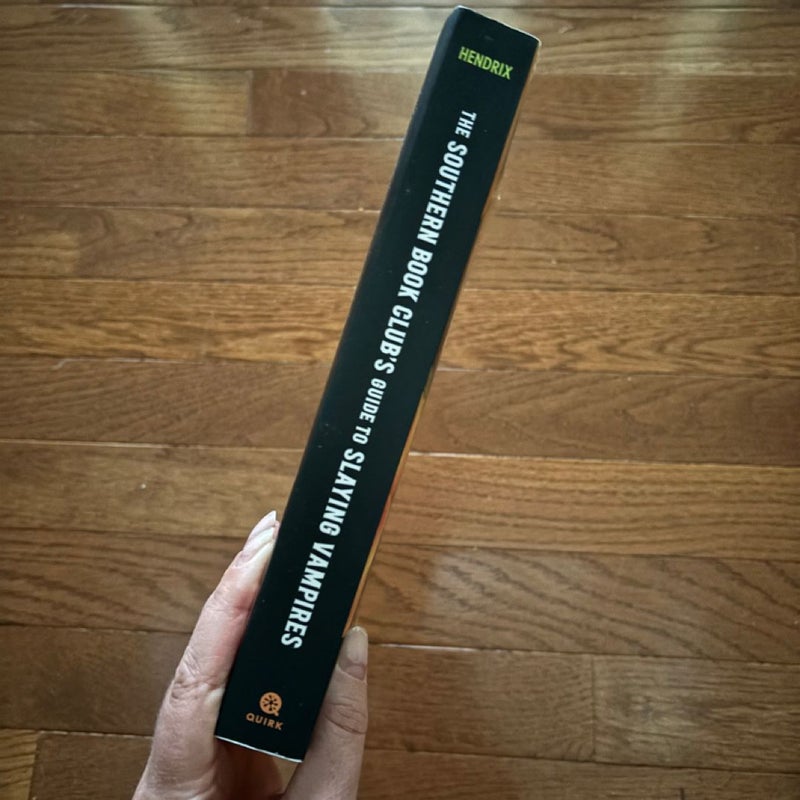 HENDRIX
THE SOUTHERN BOOK CLUB'S GUIDE TO SLAYING VAMPIRES
QUIRK